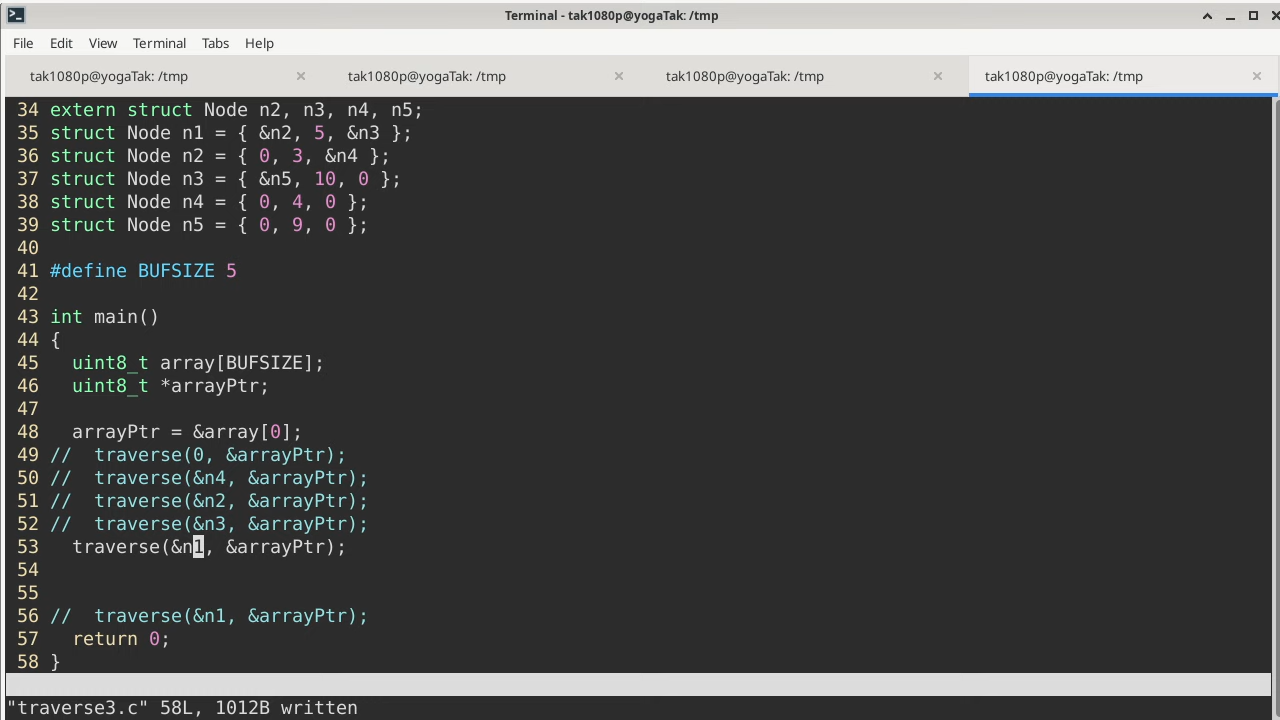 Terminal - tak1080p@yogaTak: /tmp
File Edit View Terminal Tabs Help
tak1080p@yogaTak: /tmp tak1080p@yogaTak: /tmp tak1080p@yogaTak: /tmp tak1080p@yogaTak: /tmp
34 extern struct Node n2, n3, n4, n5;
35 struct Node n1 = { &n2, 5, &n3 };
36 struct Node n2 = { 0, 3, &n4 };
37 struct Node n3 = { &n5, 10, 0 };
38 struct Node n4 = { 0, 4, 0 };
39 struct Node n5 = { 0, 9, 0 };
40
41 #define BUFSIZE 5
42
43 int main()
44 {
45   uint8_t array[BUFSIZE];
46   uint8_t *arrayPtr;
47
48   arrayPtr = &array[0];
49 //  traverse(0, &arrayPtr);
50 //  traverse(&n4, &arrayPtr);
51 //  traverse(&n2, &arrayPtr);
52 //  traverse(&n3, &arrayPtr);
53   traverse(&n1, &arrayPtr);
54
55
56 //  traverse(&n1, &arrayPtr);
57   return 0;
58 }
"traverse3.c" 58L, 1012B written